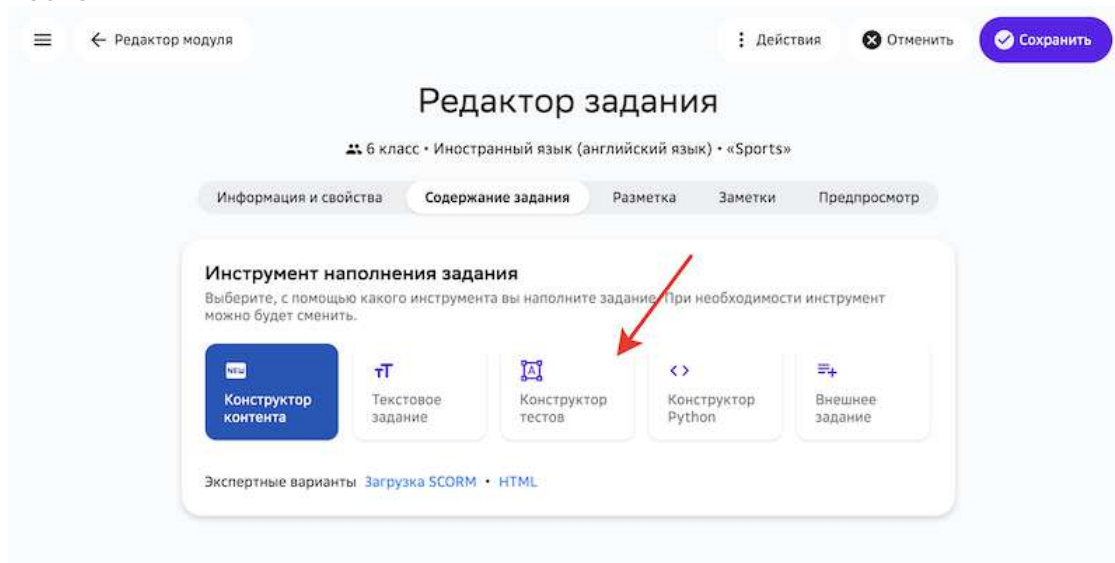 Редактор модуля
Действия
Отменить
Сохранить
Редактор задания
6 класс • Иностранный язык (английский язык) • «Sports»
Информация и свойства
Содержание задания
Разметка
Заметки
Предпросмотр
Инструмент наполнения задания
Выберите, с помощью какого инструмента вы наполните задание. При необходимости инструмент
можно будет сменить.
NEW
Конструктор
контента
тТ
Текстовое
задание
A
Конструктор
тестов
Конструктор
Python
Внешнее
задание
Экспертные варианты Загрузка SCORM • HTML